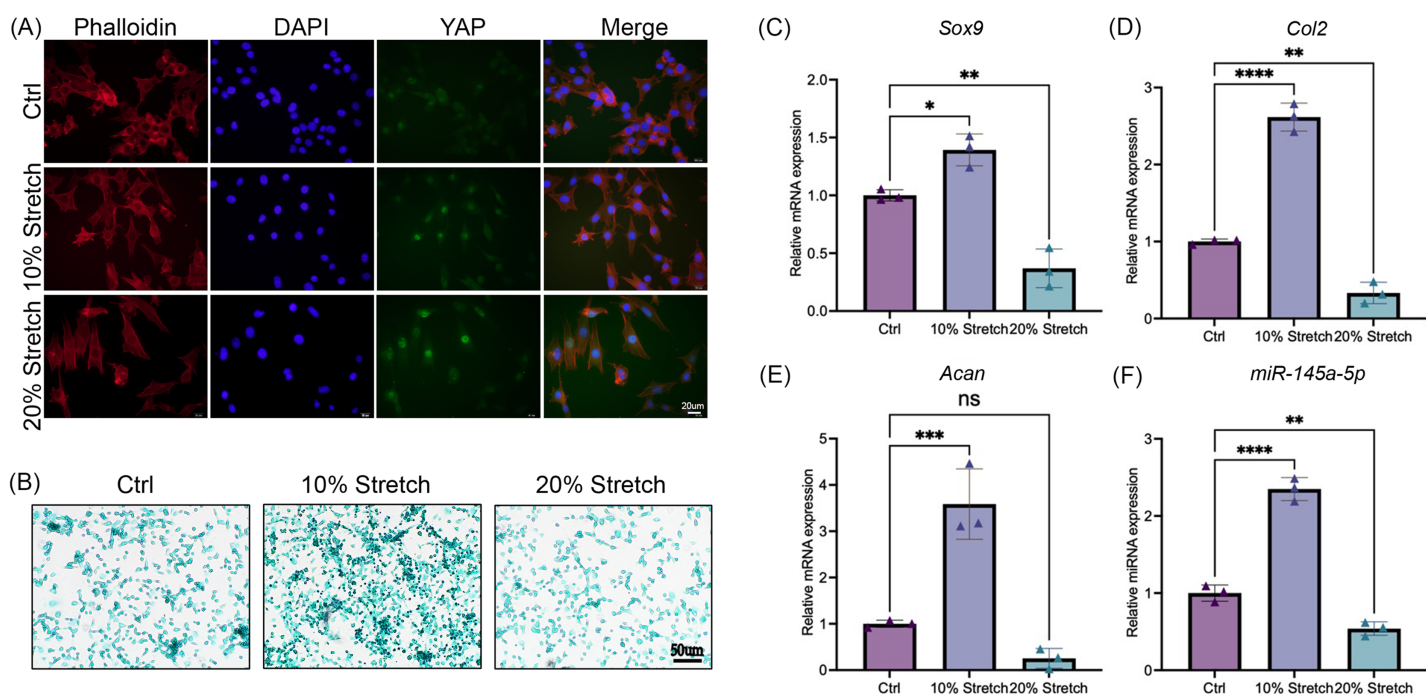 (A)
Phalloidin DAPI YAP Merge
Ctrl
10% Stretch
20% Stretch
20um
(B)
Ctrl 10% Stretch 20% Stretch
50um
(C)
Sox9
Relative mRNA expression
2.0
1.5
1.0
0.5
0.0
**
*
Ctrl 10% Stretch 20% Stretch
(D)
Col2
Relative mRNA expression
3
2
1
0
**
****
Ctrl 10% Stretch 20% Stretch
(E)
Acan
Relative mRNA expression
5
4
3
2
1
0
ns
***
Ctrl 10% Stretch 20% Stretch
(F)
miR-145a-5p
Relative miRNA expression
3
2
1
0
**
****
Ctrl 10% Stretch 20% Stretch